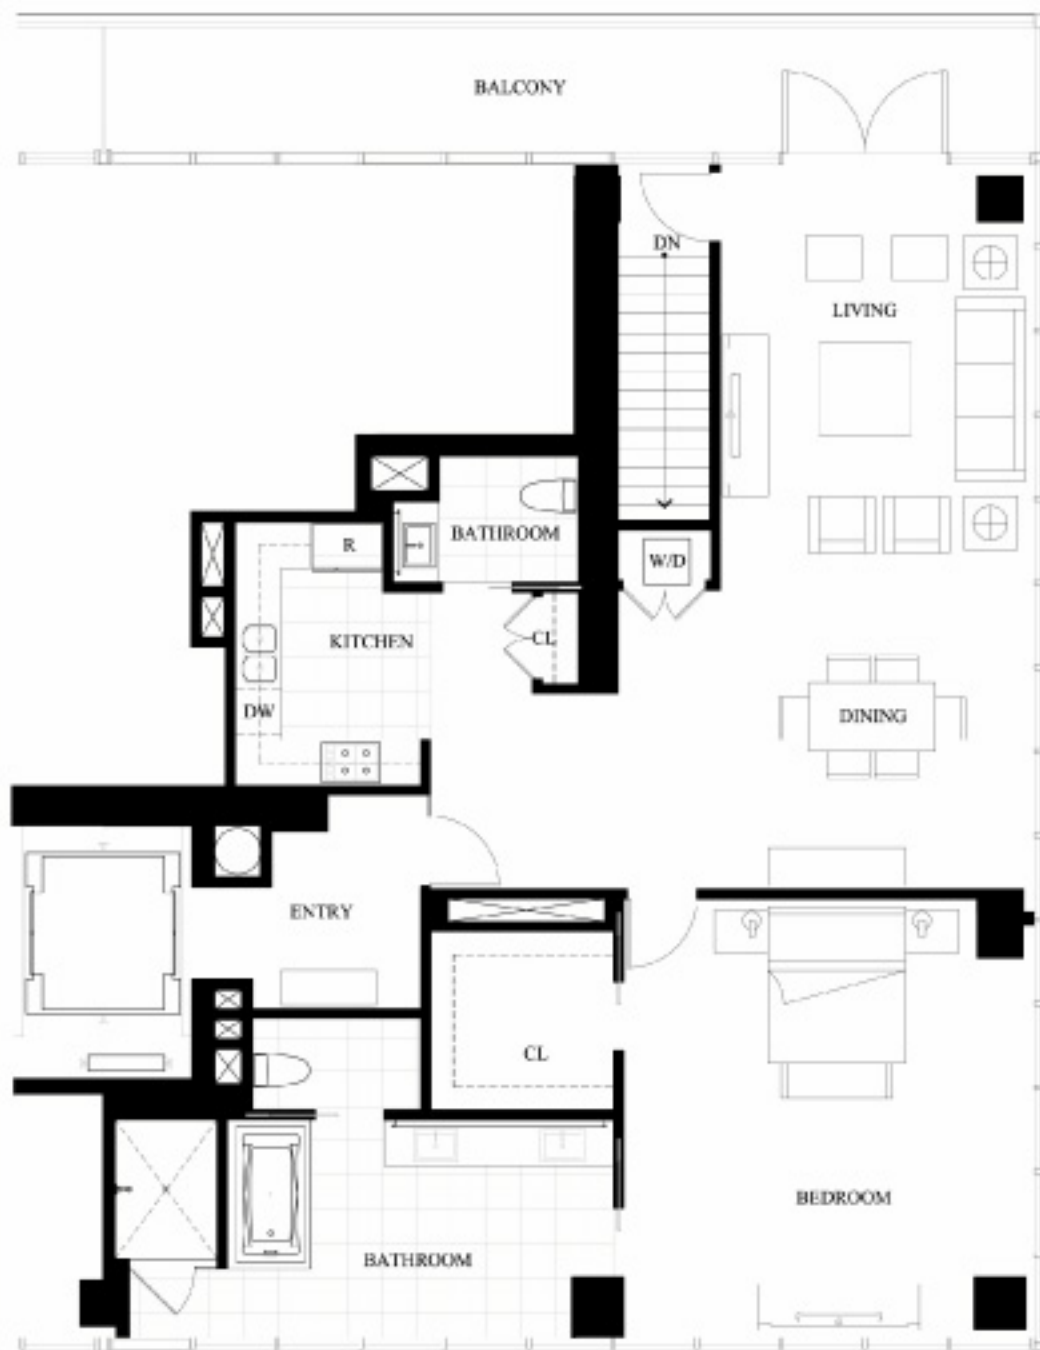 BALCONY
DN
LIVING
R
BATHROOM
W/D
KITCHEN
CL
DW
DINING
ENTRY
CL
BEDROOM
BATHROOM